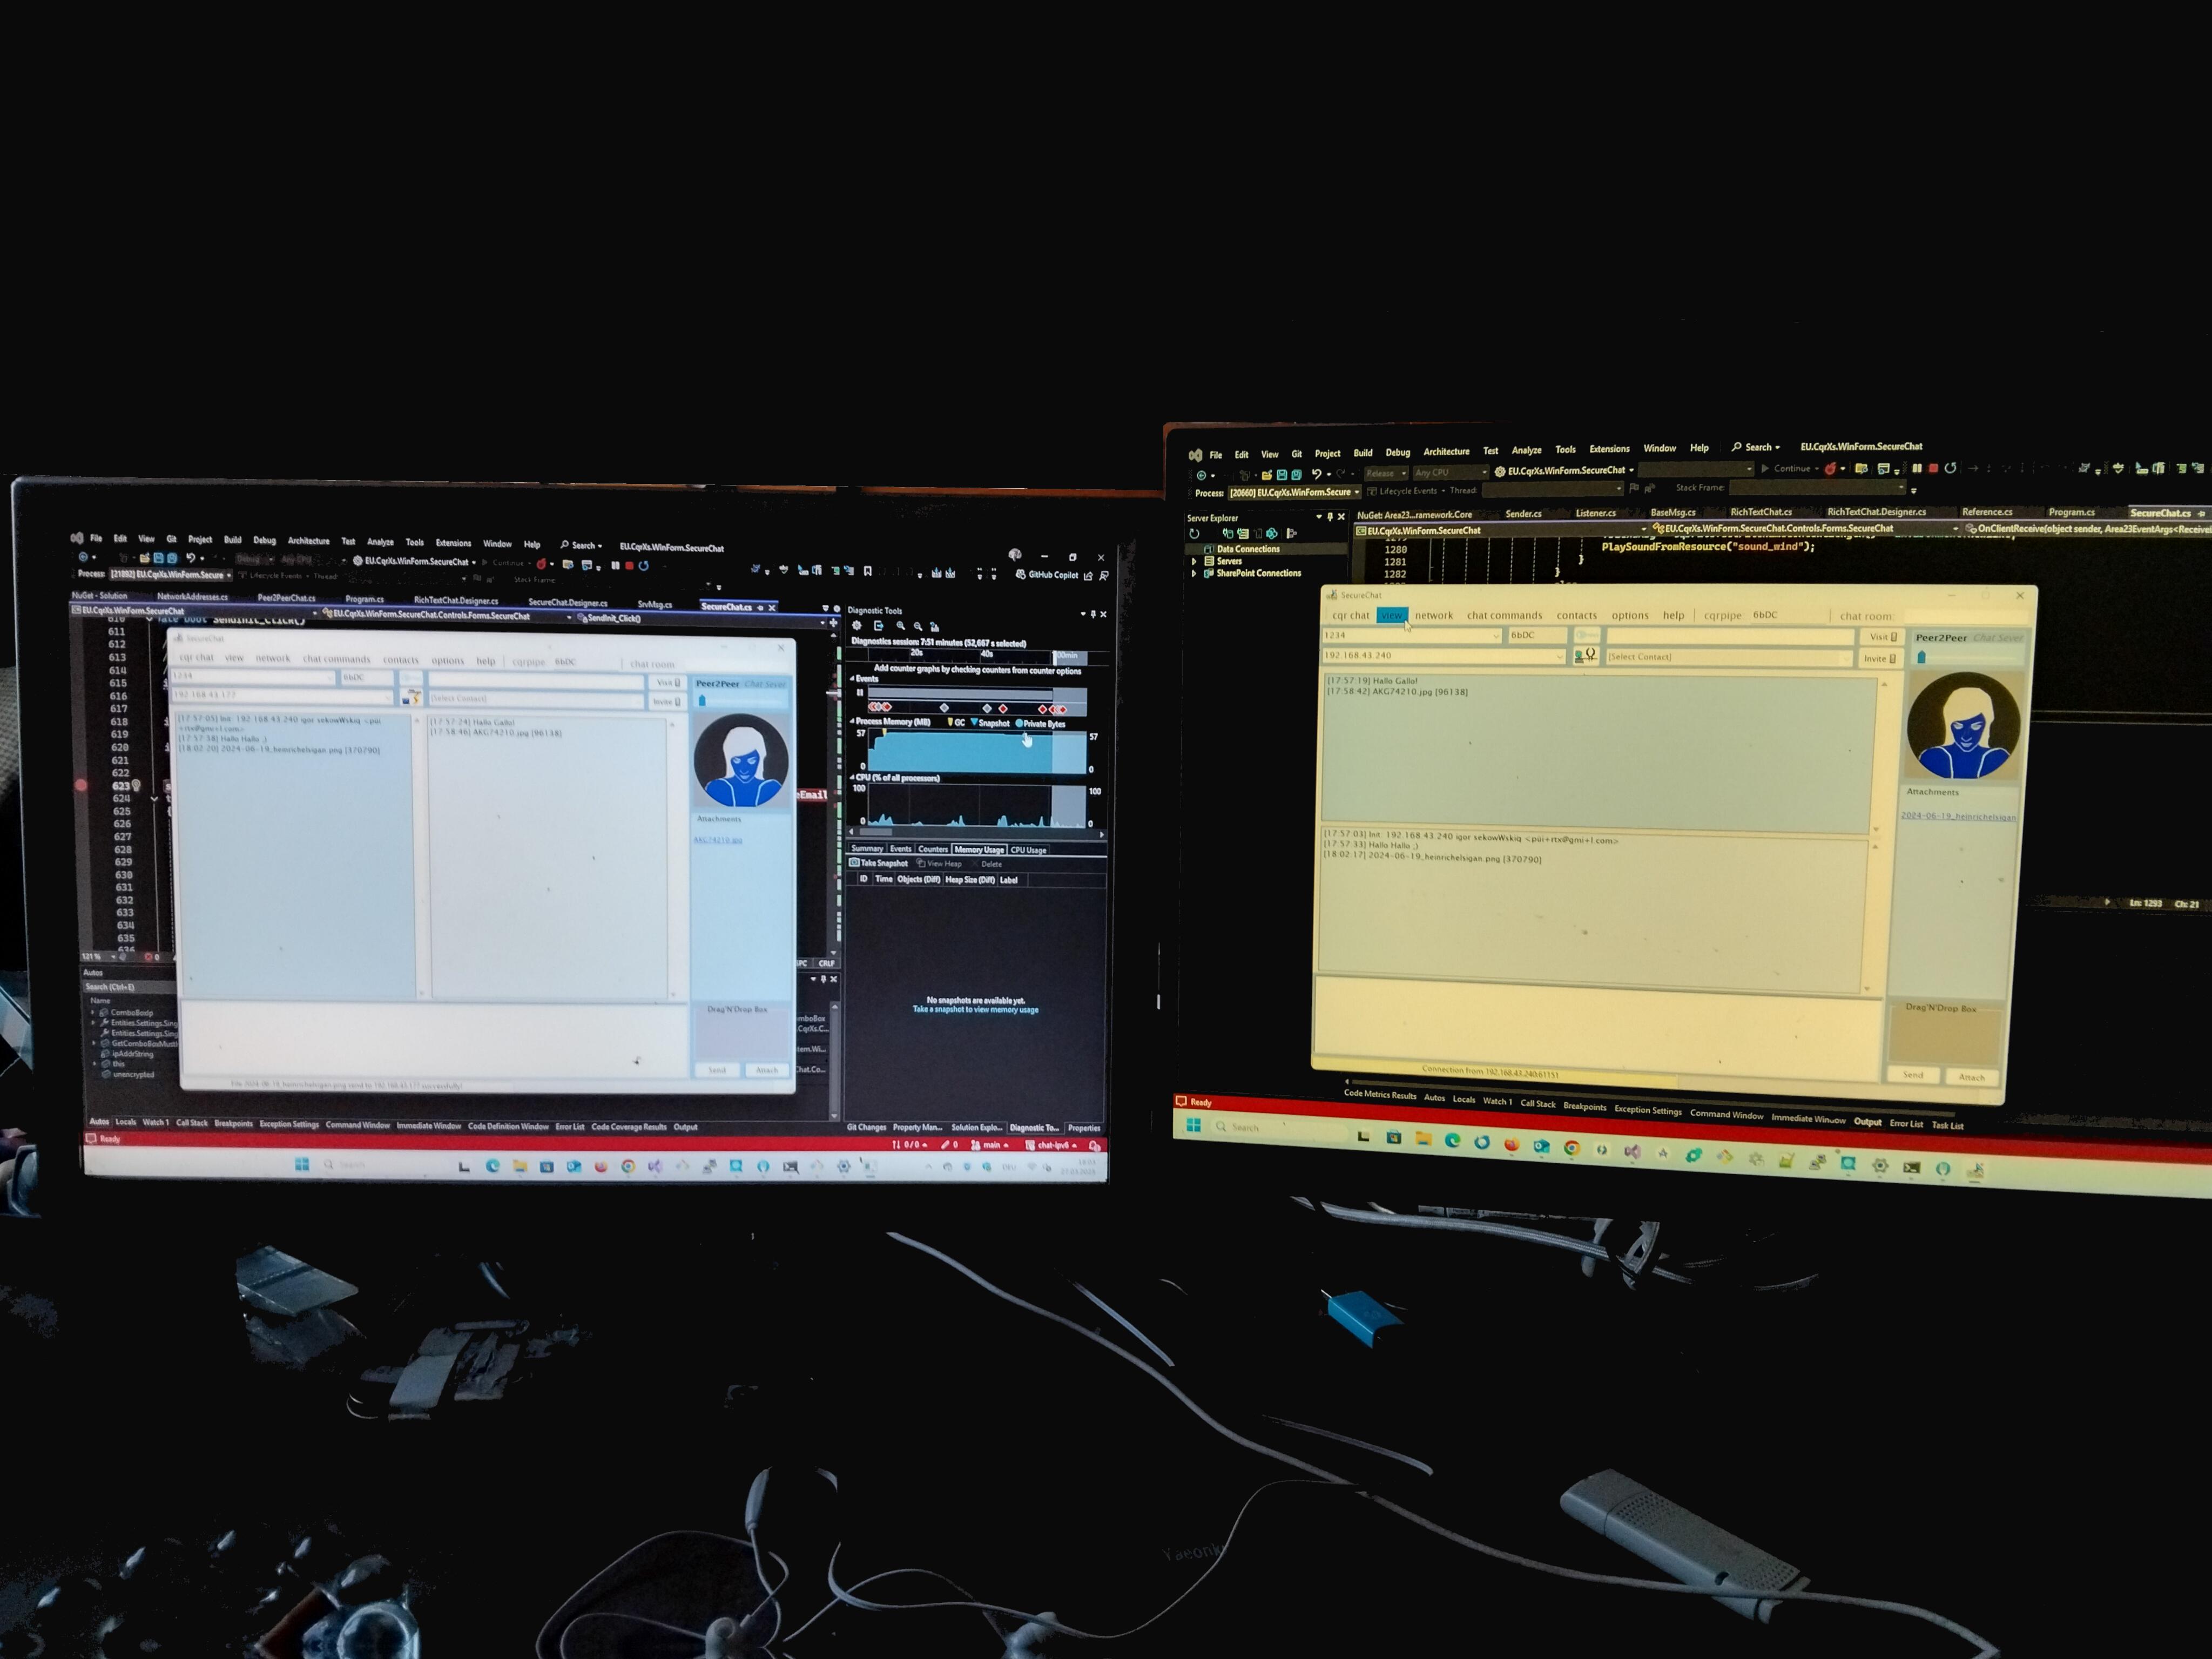 File Edit View Git Project Build Debug Architecture Test Analyze Tools Extensions Window Help Search EU.CqrXs.WinForm.SecureChat
EU.CqrXs.WinForm.SecureChat Continue
Process: [21892] EU.CqrXs.WinForm.Secure Lifecycle Events Thread
Stack Frame:
GitHub Copilot
NuGet - Solution NetworkAddresses.cs Peer2PeerChat.cs Program.cs RichTextChat.Designer.cs SecureChat.Designer.cs SrvMsg.cs SecureChat.cs
EU.CqrXs.WinForm.SecureChat EU.CqrXs.WinForm.SecureChat.Controls.Forms.SecureChat SendInit_Click()
611
612
613
614
615
616
617
618
619
620
621
622
623
624
625
626
627
628
629
630
631
632
633
634
635
SecureChat
cqr chat view network chat commands contacts options help cqrpipe 6bDC chat room
1234 6bDC Visit
192.168.43.177 [Select Contact] Invite
Peer2Peer Chat Sever
[17:57:05] Init: 192.168.43.240 igor sekowWskiq <pui
+rtx@gmi+l.com>
[17:57:38] Hallo Hallo ,)
[18:02:20] 2024-06-19_heinrichelsigan.png [370790]
[17:57:24] Hallo Gallo!
[17:58:46] AKG74210.jpg [96138]
Attachments
AKG74210.jpg
Drag'N'Drop Box
Send Attach
Diagnostic Tools
Diagnostics session: 7:51 minutes (52,667 s selected)
20s 40s
Add counter graphs by checking counters from counter options
Events
Process Memory (MB) GC Snapshot Private Bytes
57 57
0 0
CPU (% of all processors)
100 100
0 0
Summary Events Counters Memory Usage CPU Usage
Take Snapshot View Heap Delete
ID Time Objects (Diff) Heap Size (Diff) Label
No snapshots are available yet.
Take a snapshot to view memory usage
121 % 0
CRLF
Autos
Search (Ctrl+E)
Name
ComboBoxIp
Entities.Settings.Sing
Entities.Settings.Sing
ipAddrString
this
unencrypted
Autos Locals Watch 1 Call Stack Breakpoints Exception Settings Command Window Immediate Window Code Definition Window Error List Code Coverage Results Output
Git Changes Property Man... Solution Explo... Diagnostic To... Properties
Ready
0 / 0 0 main chat-ipv6
Search
File Edit View Git Project Build Debug Architecture Test Analyze Tools Extensions Window Help Search EU.CqrXs.WinForm.SecureChat
Release Any CPU EU.CqrXs.WinForm.SecureChat Continue
Process: [20660] EU.CqrXs.WinForm.Secure Lifecycle Events Thread: Stack Frame:
Server Explorer
Data Connections
Servers
SharePoint Connections
NuGet: Area23...ramework.Core Sender.cs Listener.cs BaseMsg.cs RichTextChat.cs RichTextChat.Designer.cs Reference.cs Program.cs SecureChat.cs
EU.CqrXs.WinForm.SecureChat EU.CqrXs.WinForm.SecureChat.Controls.Forms.SecureChat OnClientReceive(object sender, Area23EventArgs<Receive
1280 PlaySoundFromResource("sound_wind");
1281 }
1282 }
SecureChat
cqr chat view network chat commands contacts options help cqrpipe 6bDC chat room:
1234 6bDC Visit
192.168.43.240 [Select Contact] Invite
Peer2Peer Chat Sever
[17:57:19] Hallo Gallo!
[17:58:42] AKG74210.jpg [96138]
[17:57:03] Init: 192.168.43.240 igor sekowWskiq <pui+rtx@gmi+l.com>
[17:57:33] Hallo Hallo ,)
[18:02:17] 2024-06-19_heinrichelsigan.png [370790]
Attachments
2024-06-19_heinrichelsigan
Drag'N'Drop Box
Send Attach
Connection from 192.168.43.240:61151
Ln: 1293 Ch: 21
Code Metrics Results Autos Locals Watch 1 Call Stack Breakpoints Exception Settings Command Window Immediate Window Output Error List Task List
Ready
Search